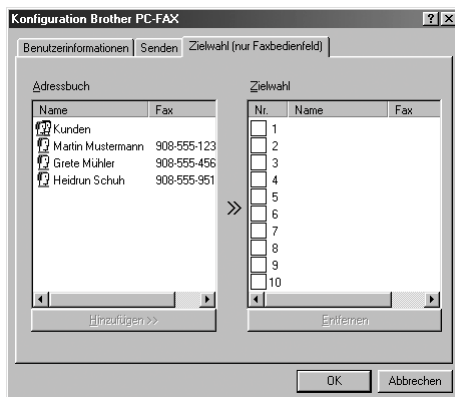 Konfiguration Brother PC-FAX
Benutzerinformationen Senden Zielwahl (nur Faxbedienfeld)
Adressbuch
Name Fax
Kunden
Martin Mustermann 908-555-123
Grete Mühler 908-555-456
Heidrun Schuh 908-555-951
Hinzufügen >>
Zielwahl
Nr. Name Fax
1
2
3
4
5
6
7
8
9
10
Entfernen
OK Abbrechen